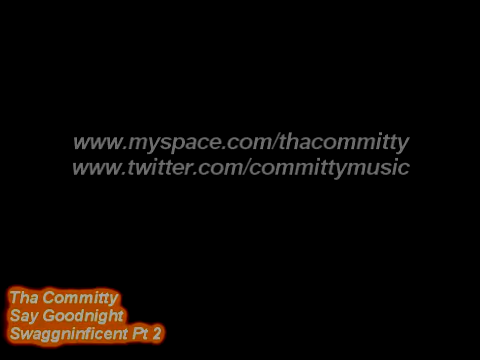 www.myspace.com/thacommitty
www.twitter.com/committymusic
Tha Committy
Say Goodnight
Swaggninficent Pt 2